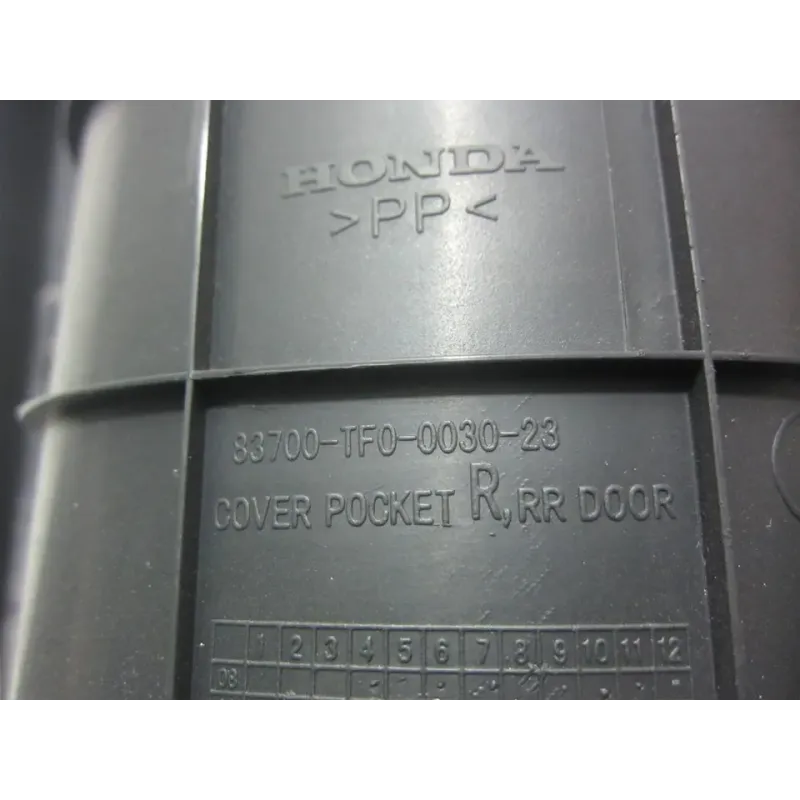 HONDA
>PP<
83700-TF0-0030-23
COVER POCKET R, RR DOOR
1 2 3 4 5 6 7 8 9 10 11 12
08